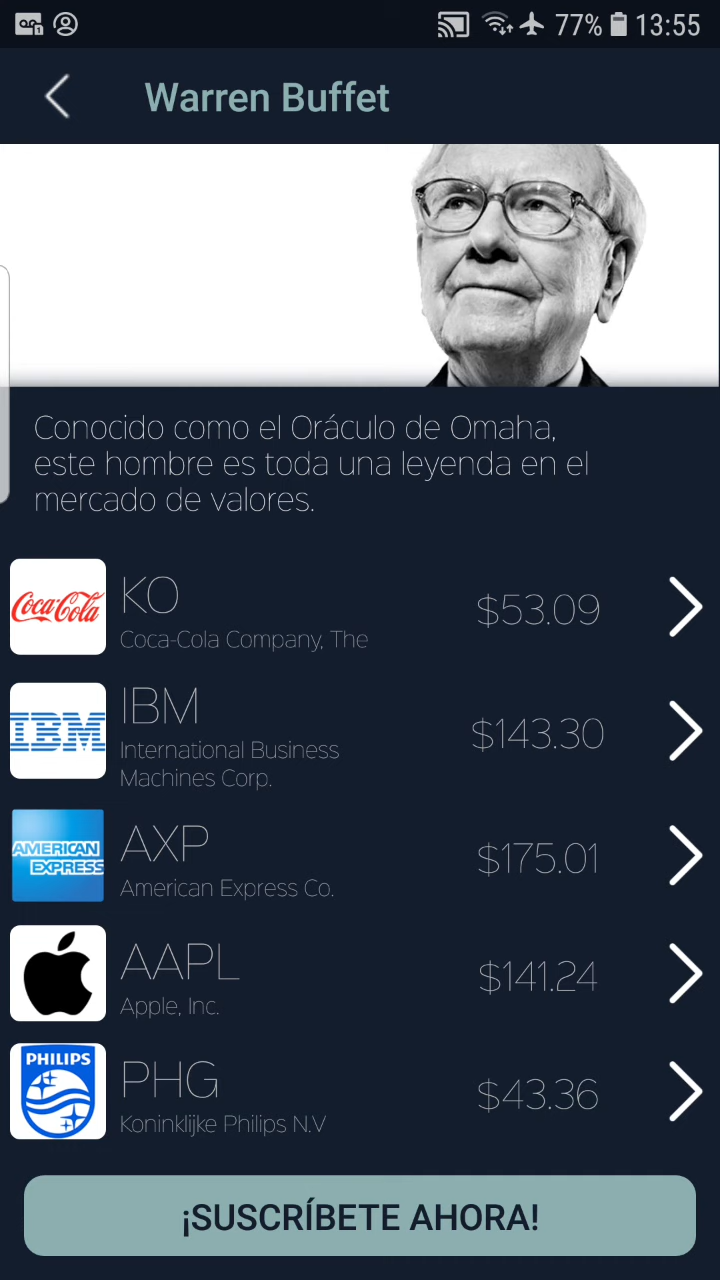 77% 13:55
Warren Buffet
Conocido como el Oráculo de Omaha,
este hombre es toda una leyenda en el
mercado de valores.
Coca-Cola
KO
Coca-Cola Company, The
$53.09
IBM
IBM
International Business
Machines Corp.
$143.30
AMERICAN
EXPRESS
AXP
American Express Co.
$175.01
AAPL
Apple, Inc.
$141.24
PHILIPS
PHG
Koninklijke Philips N.V
$43.36
¡SUSCRÍBETE AHORA!